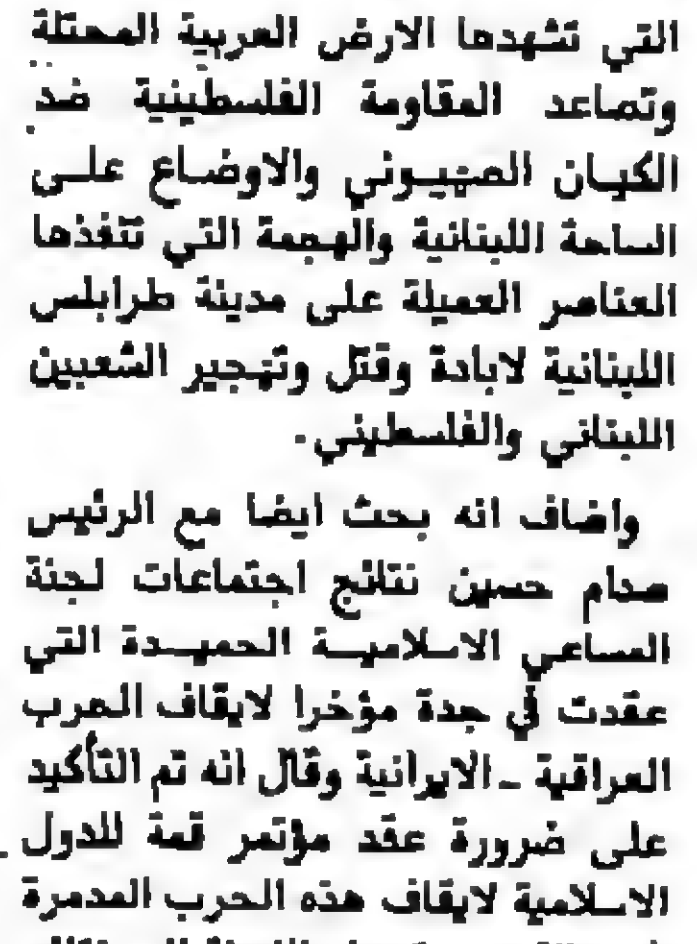 التي تشهدها الارض العربية المحتلة
وتصاعد المقاومة الفلسطينية ضد
الكيان الصهيوني والاوضاع على
الساحة اللبنانية والهجمة التي تنفذها
العناصر العميلة على مدينة طرابلس
اللبنانية لابادة وقتل وتهجير الشعبين
اللبناني والفلسطيني.
واضاف انه بحث ايضا مع الرئيس
صدام حسين نتائج اجتماعات لجنة
المساعي الاسلامية الحميدة التي
عقدت في جدة مؤخرا لايقاف الحرب
العراقية - الايرانية وقال انه تم التأكيد
على ضرورة عقد مؤتمر قمة للدول
الاسلامية لايقاف هذه الحرب المدمرة